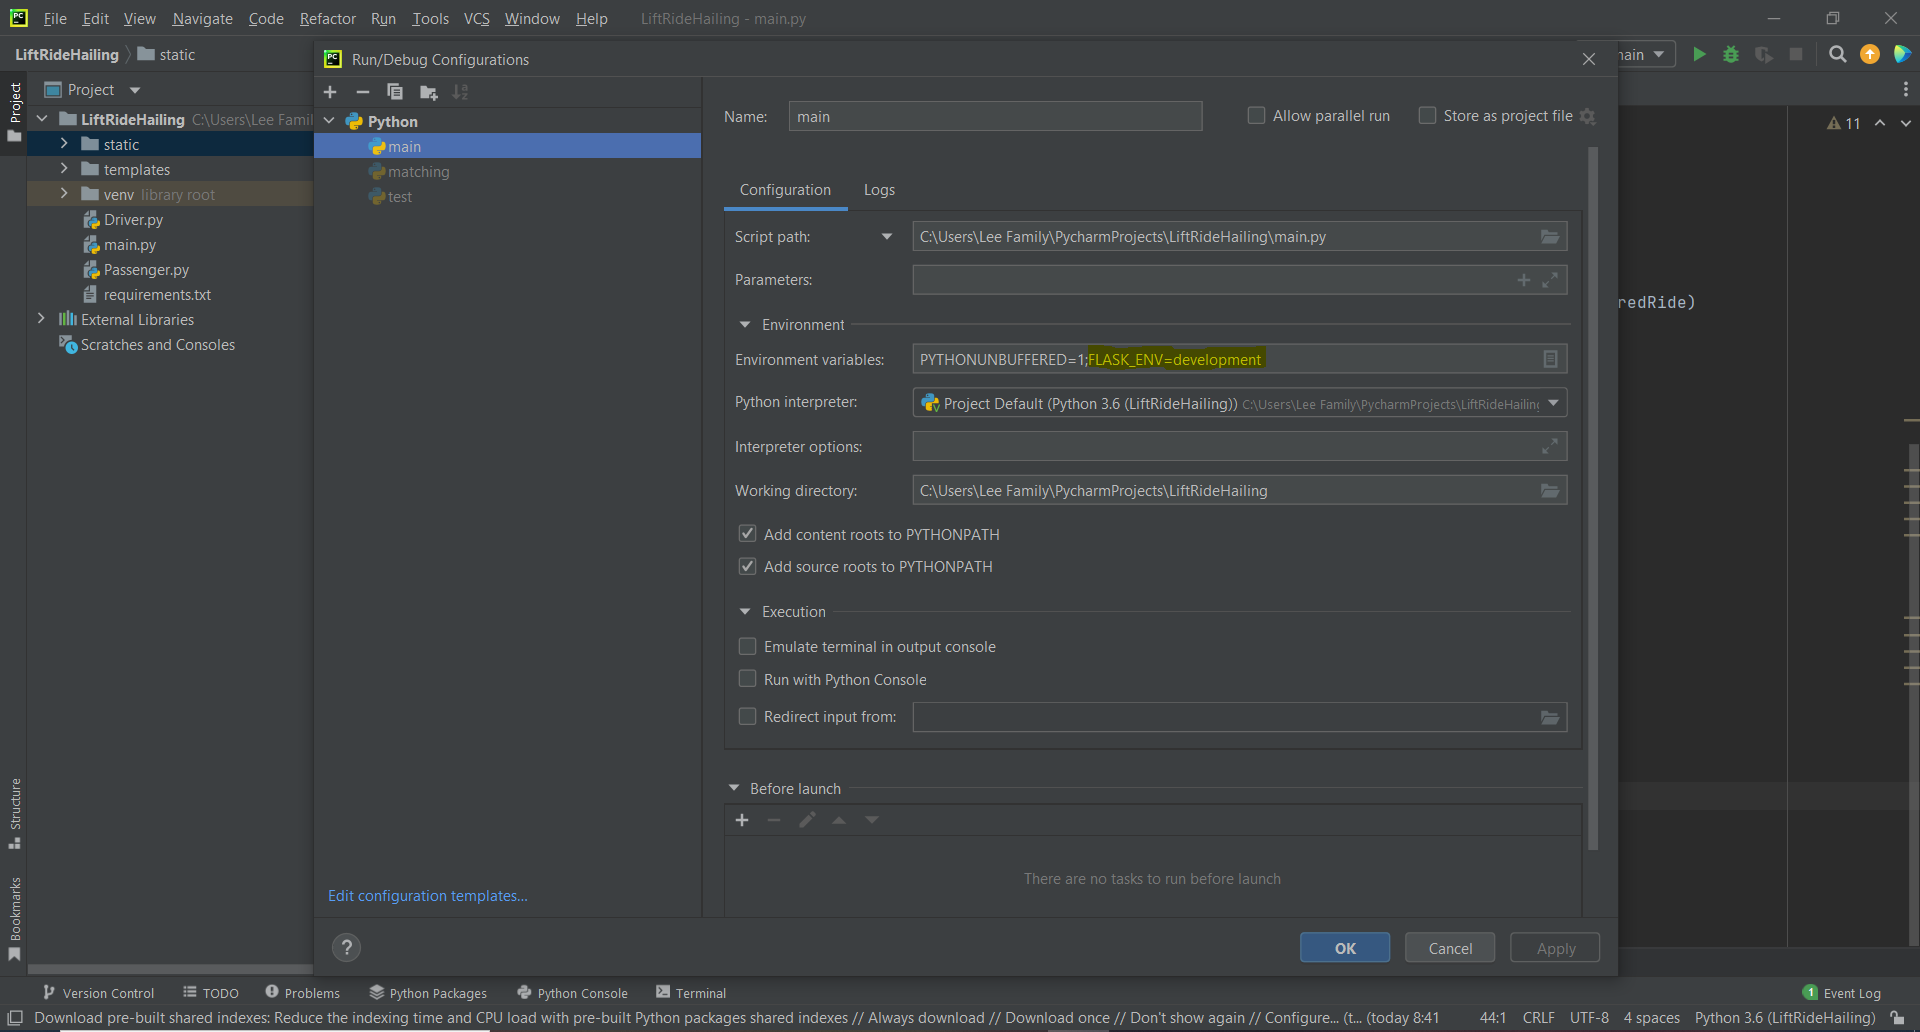 File Edit View Navigate Code Refactor Run Tools VCS Window Help LiftRideHailing - main.py
LiftRideHailing static
Run/Debug Configurations
main
Project
Project
LiftRideHailing C:\Users\Lee Famil
static
templates
venv library root
Driver.py
main.py
Passenger.py
requirements.txt
External Libraries
Scratches and Consoles
Python
main
matching
test
Edit configuration templates...
Name: main
Allow parallel run
Store as project file
Configuration Logs
Script path: C:\Users\Lee Family\PycharmProjects\LiftRideHailing\main.py
Parameters:
Environment
Environment variables: PYTHONUNBUFFERED=1;FLASK_ENV=development
Python interpreter: Project Default (Python 3.6 (LiftRideHailing)) C:\Users\Lee Family\PycharmProjects\LiftRideHailing
Interpreter options:
Working directory: C:\Users\Lee Family\PycharmProjects\LiftRideHailing
Add content roots to PYTHONPATH
Add source roots to PYTHONPATH
Execution
Emulate terminal in output console
Run with Python Console
Redirect input from:
Before launch
There are no tasks to run before launch
? OK Cancel Apply
11
redRide)
Structure
Bookmarks
Version Control TODO Problems Python Packages Python Console Terminal 1 Event Log
Download pre-built shared indexes: Reduce the indexing time and CPU load with pre-built Python packages shared indexes // Always download // Download once // Don't show again // Configure... (t... (today 8:41 44:1 CRLF UTF-8 4 spaces Python 3.6 (LiftRideHailing)